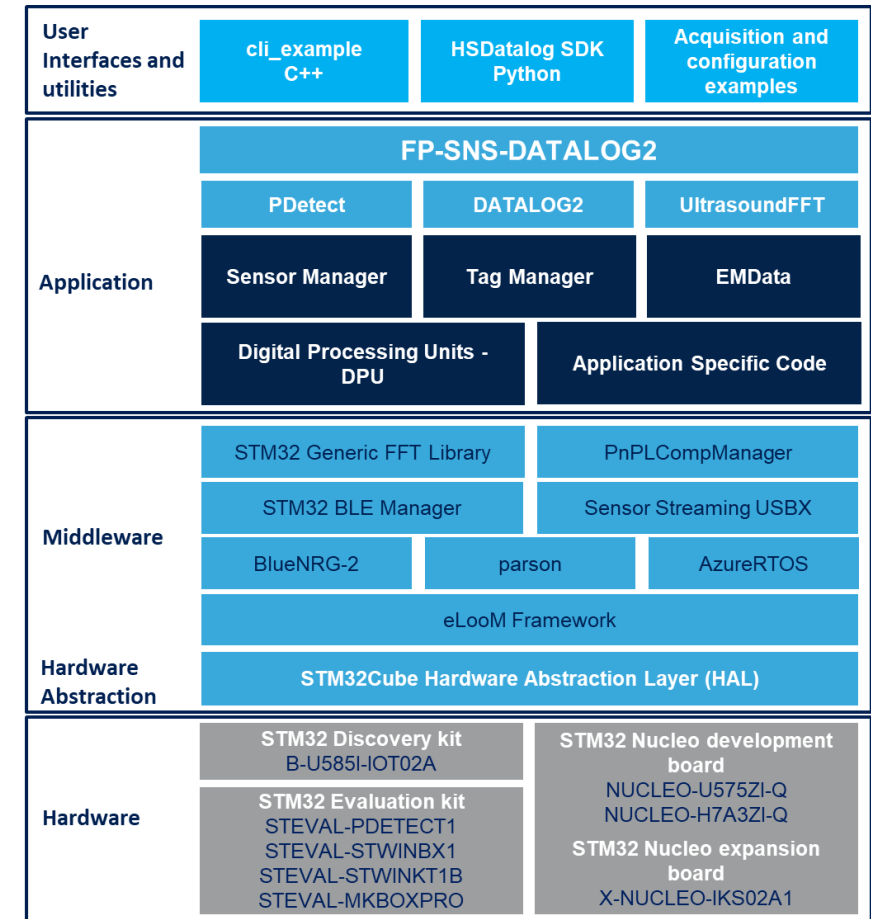 User
Interfaces and
utilities
cli_example
C++
HSDatalog SDK
Python
Acquisition and
configuration
examples
Application
FP-SNS-DATALOG2
PDetect
DATALOG2
UltrasoundFFT
Sensor Manager
Tag Manager
EMData
Digital Processing Units -
DPU
Application Specific Code
Middleware
STM32 Generic FFT Library
PnPLCompManager
STM32 BLE Manager
Sensor Streaming USBX
BlueNRG-2
parson
AzureRTOS
eLooM Framework
Hardware
Abstraction
STM32Cube Hardware Abstraction Layer (HAL)
Hardware
STM32 Discovery kit
B-U585I-IOT02A
STM32 Evaluation kit
STEVAL-PDETECT1
STEVAL-STWINBX1
STEVAL-STWINKT1B
STEVAL-MKBOXPRO
STM32 Nucleo development
board
NUCLEO-U575ZI-Q
NUCLEO-H7A3ZI-Q
STM32 Nucleo expansion
board
X-NUCLEO-IKS02A1